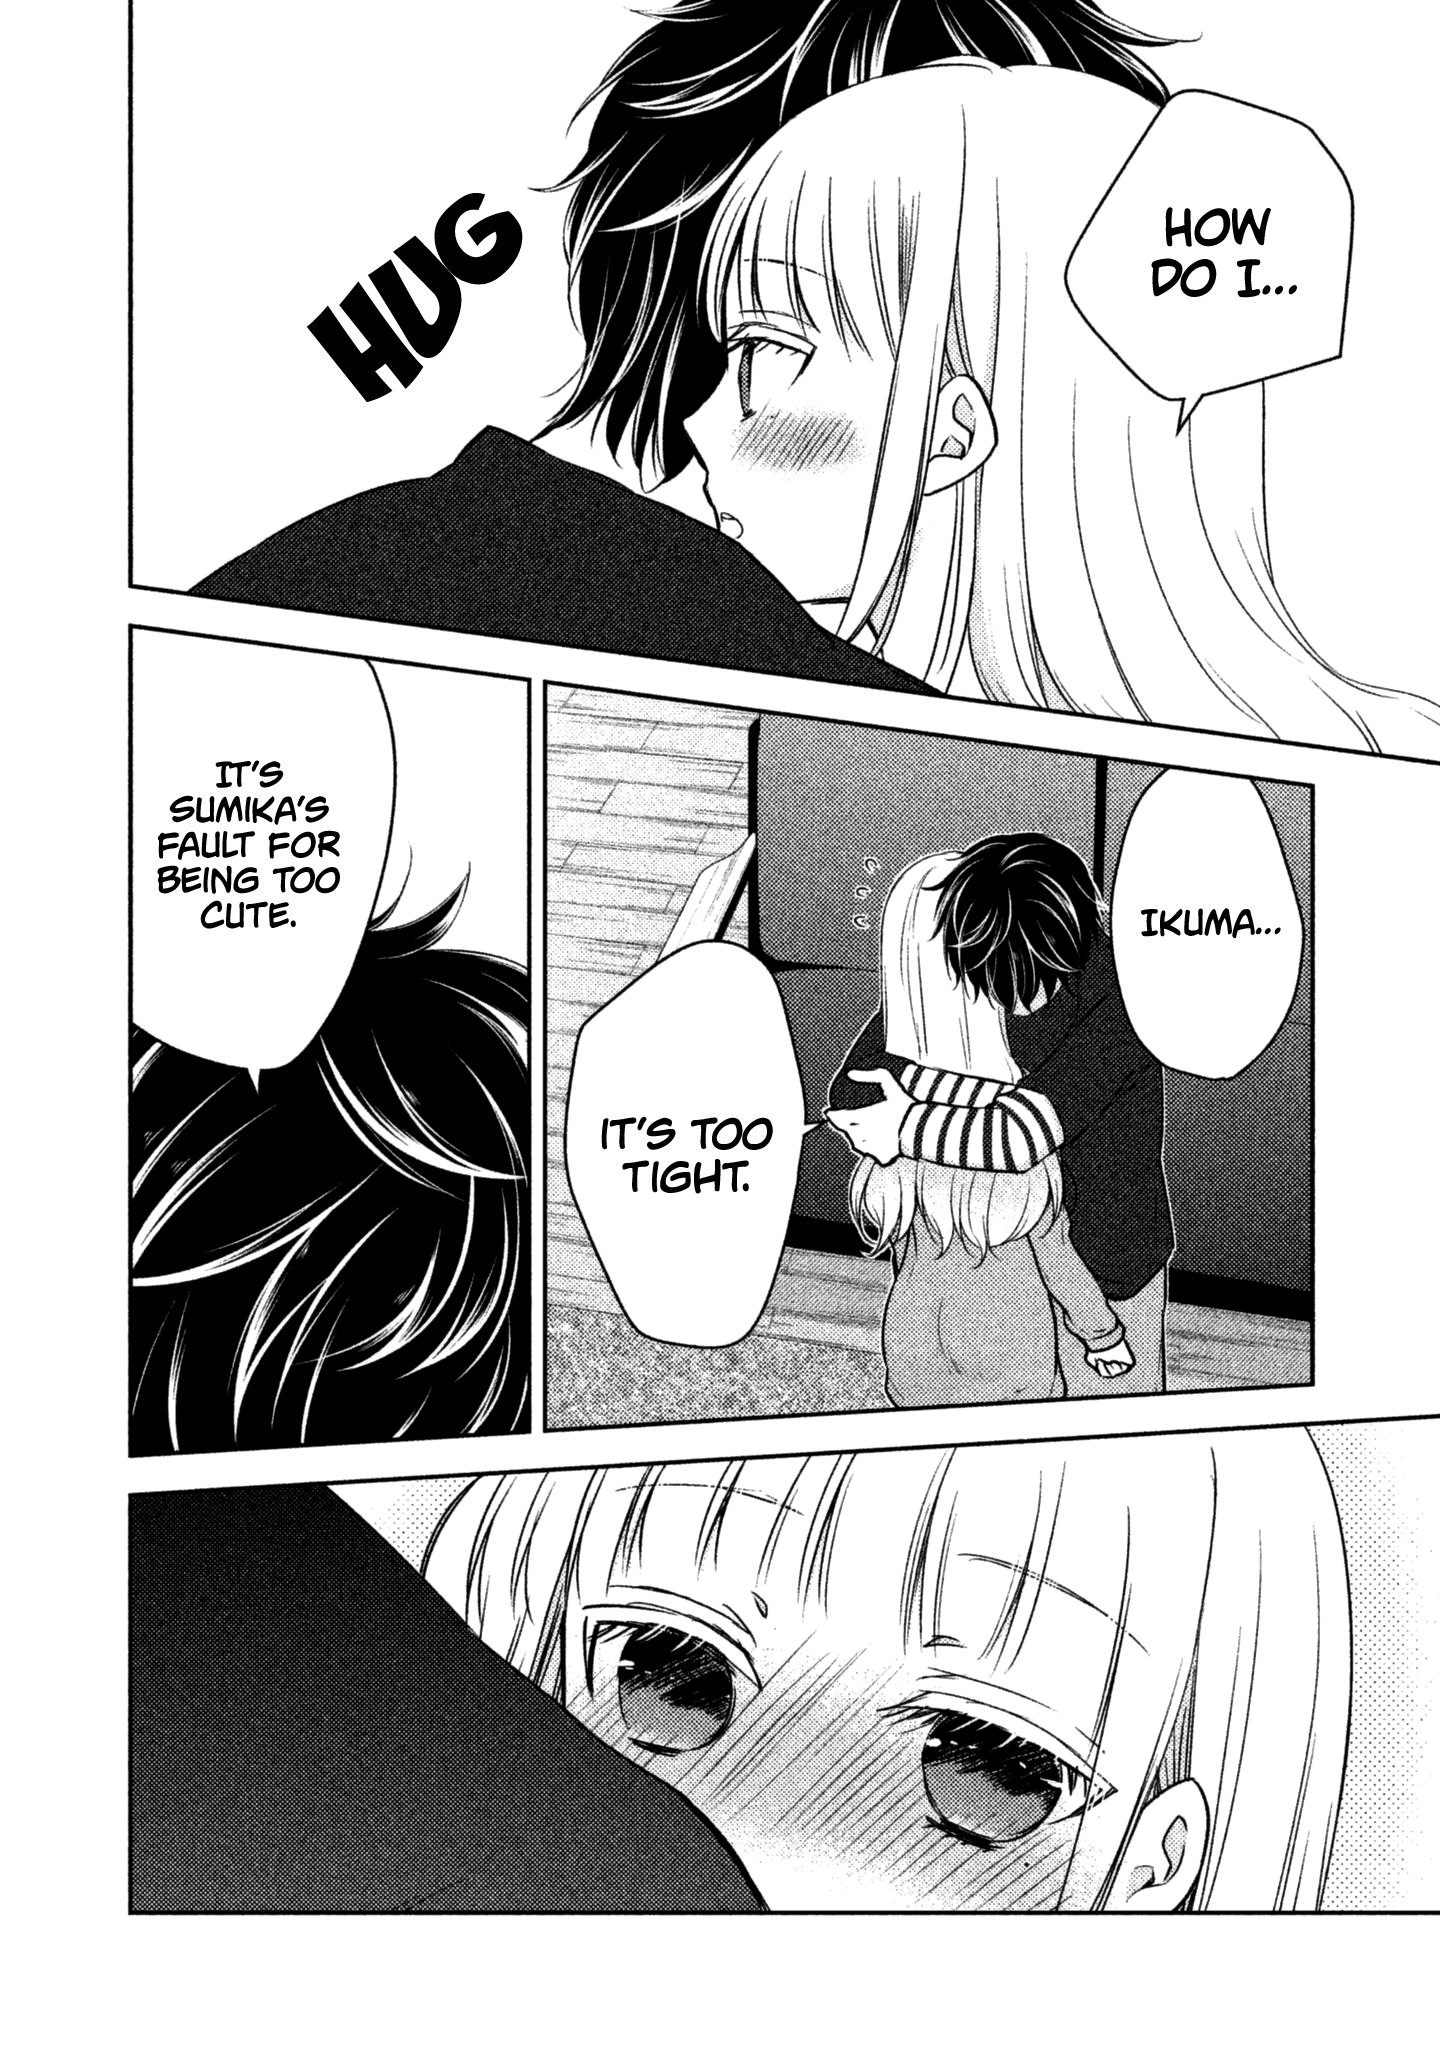 HOW
DO I...
HUG
IKUMA...
IT'S TOO
TIGHT.
IT'S
SUMIKA'S
FAULT FOR
BEING TOO
CUTE.